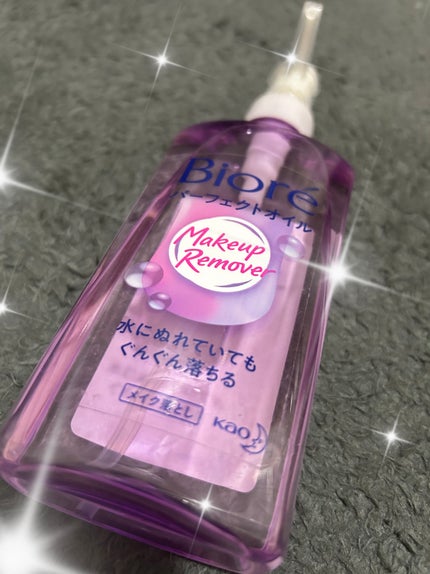 Bioré
パーフェクトオイル
Makeup
Remover
水にぬれていても
ぐんぐん落ちる
メイク落とし
Kao